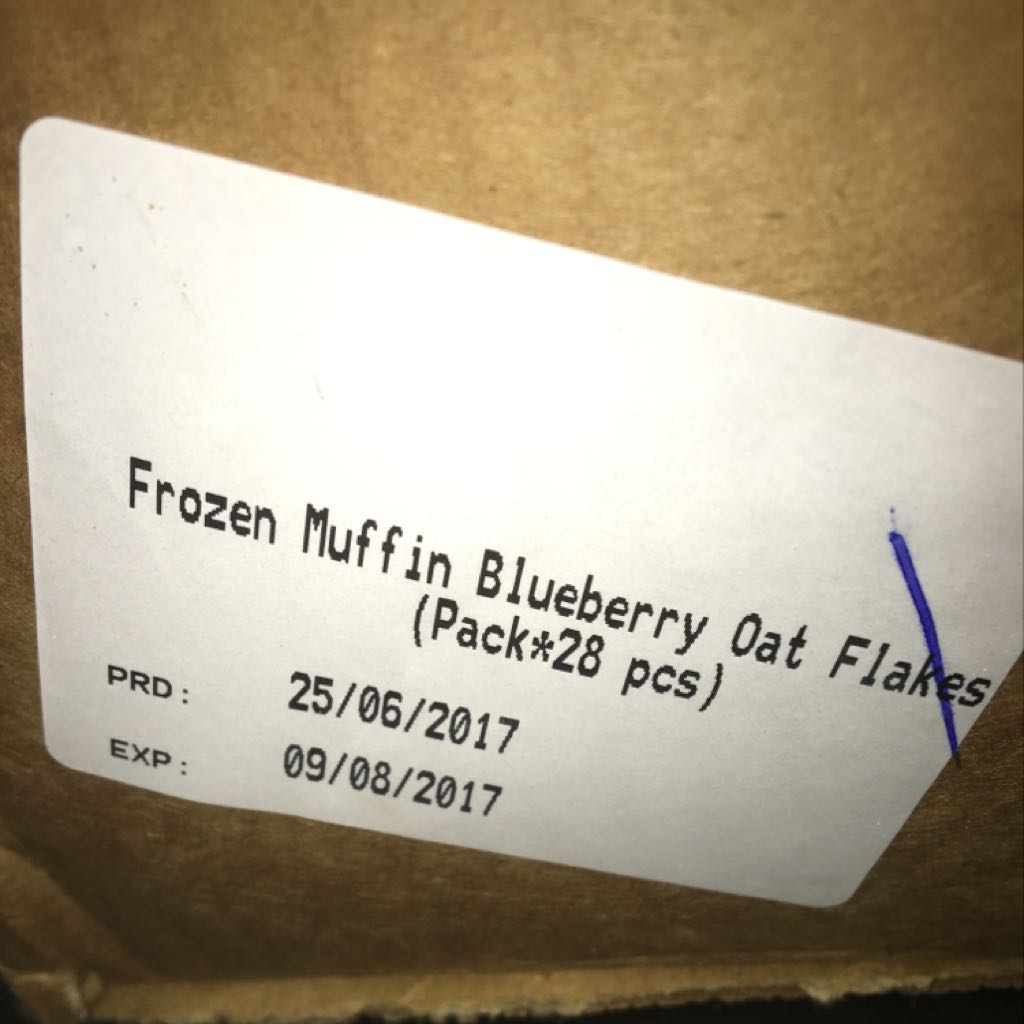 Frozen Muffin Blueberry Oat Flakes
(Pack*28 pcs)
PRD: 25/06/2017
EXP: 09/08/2017